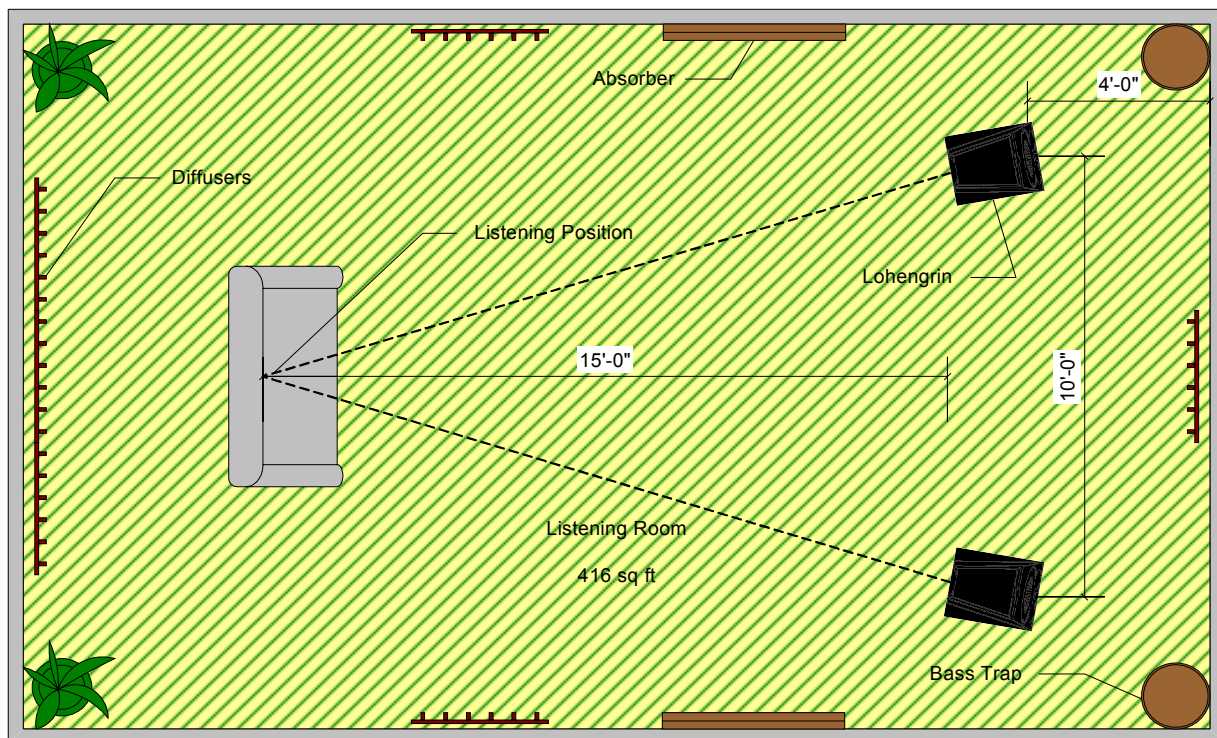 Absorber
4'-0"
Diffusers
Listening Position
Lohengrin
15'-0"
10'-0"
Listening Room
416 sq ft
Bass Trap